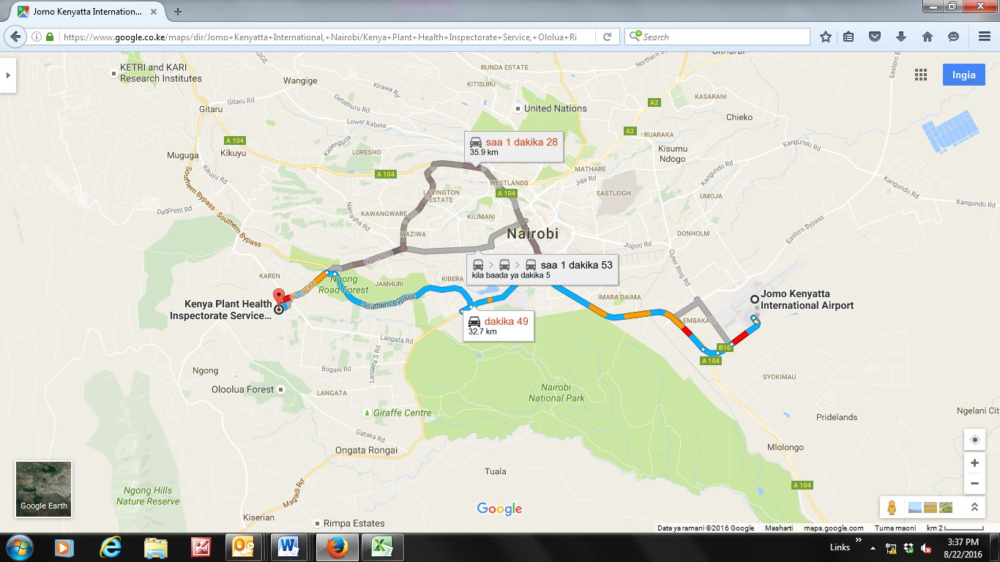 Jomo Kenyatta Internation...
https://www.google.co.ke/maps/dir/Jomo+Kenyatta+International,+Nairobi/Kenya+Plant+Health+Inspectorate+Service,+Ololua+Ri
Search
Ingia
KETRI and KARI
Research Institutes
Wangige
RUNDA ESTATE
KITISURU
Kirawa Rd
Northern Bypass
Eastern Bypass
Gitaru Rd
Gitaru
Getathuru Rd
Lower Kabete
United Nations
A2
KASARANI
Chieko
A 104
Kikuyu
Muguga
Kapenguria Rd
LORESHO
saa 1 dakika 28
35.9 km
A2
RUARAKA
Kisumu
Ndogo
Kangundo Rd
Kikuyu Rd
A 104
MATHARE
Juja Rd
WESTLANDS
A 104
EASTLEIGH
UMOJA
Kangundo Rd
Kangundo Rd
Southern Bypass
Southern Bypass
Dagoretti Rd
Naivasha Rd
LAVINGTON
ESTATE
KAWANGWARE
KILIMANI
MAZIWA
Nairobi
Jogoo Rd
DONHOLM
Outer Ring Rd
Eastern Bypass
Ngong Rd
saa 1 dakika 53
kila baada ya dakika 5
KAREN
Ngong
Road Forest
JAMHURI
KIBERA
Ngong Rd
Southern Bypass
IMARA DAIMA
EMBAKASI
Jomo Kenyatta
International Airport
Kenya Plant Health
Inspectorate Service...
dakika 49
32.7 km
Langata Rd
Langata S Rd
Bogani Rd
B10
A 104
SYOKIMAU
Ngong
Oloolua Forest
LANGATA
Nairobi
National Park
Giraffe Centre
Gataka Rd
Ongata Rongai
Ngelani City
Pridelands
Mlolongo
Tuala
A 104
Ngong Hills
Nature Reserve
Magadi Rd
Kiserian
Rimpa Estates
Google Earth
Google
Data ya ramani ©2016 Google
Masharti
maps.google.com
Tuma maoni
km 2
Links
3:37 PM
8/22/2016